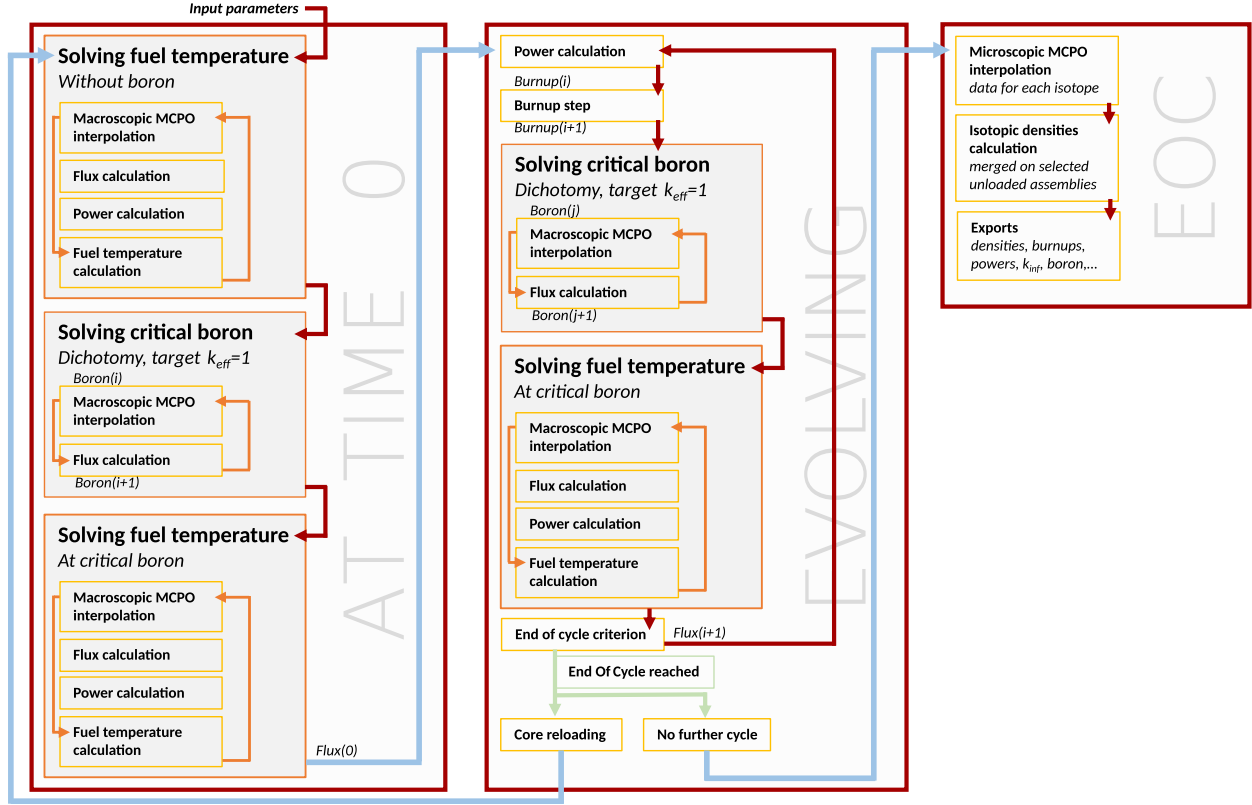 Input parameters
Solving fuel temperature
Without boron
Macroscopic MCPO
interpolation
Flux calculation
Power calculation
Fuel temperature
calculation
Solving critical boron
Dichotomy, target keff=1
Boron(i)
Macroscopic MCPO
interpolation
Flux calculation
Boron(i+1)
Solving fuel temperature
At critical boron
Macroscopic MCPO
interpolation
Flux calculation
Power calculation
Fuel temperature
calculation
Flux(0)
AT TIME 0
Power calculation
Burnup(i)
Burnup step
Burnup(i+1)
Solving critical boron
Dichotomy, target keff=1
Boron(j)
Macroscopic MCPO
interpolation
Flux calculation
Boron(j+1)
Solving fuel temperature
At critical boron
Macroscopic MCPO
interpolation
Flux calculation
Power calculation
Fuel temperature
calculation
End of cycle criterion
Flux(i+1)
End Of Cycle reached
Core reloading
No further cycle
EVOLVING
Microscopic MCPO
interpolation
data for each isotope
Isotopic densities
calculation
merged on selected
unloaded assemblies
Exports
densities, burnups,
powers, kinf, boron,...
EOC